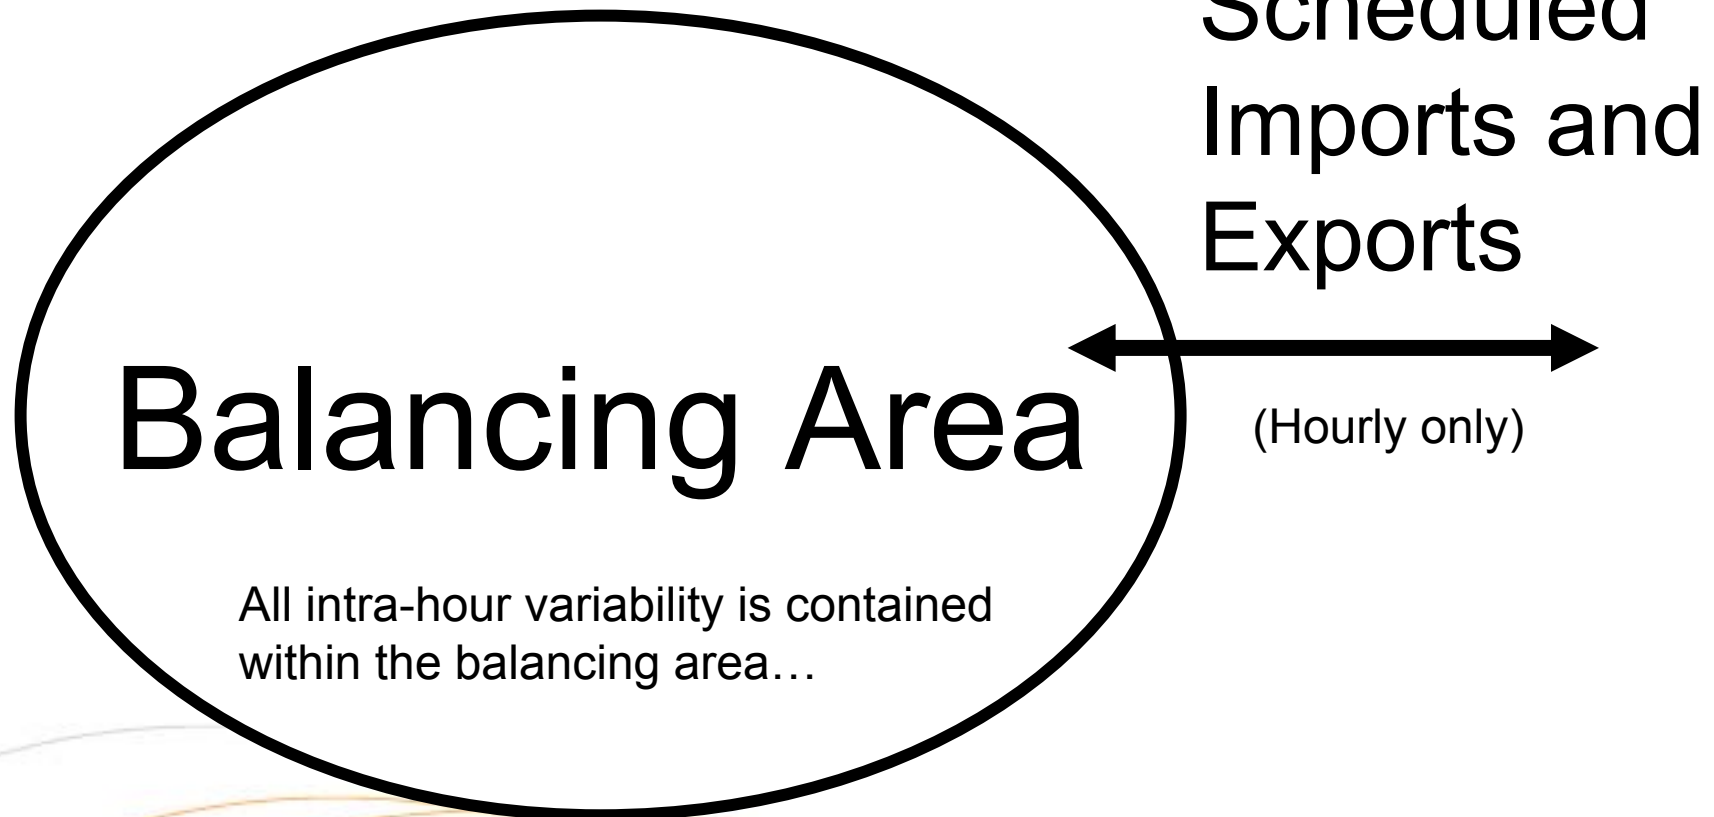 Scheduled
Imports and
Exports
Balancing Area
(Hourly only)
All intra-hour variability is contained
within the balancing area…